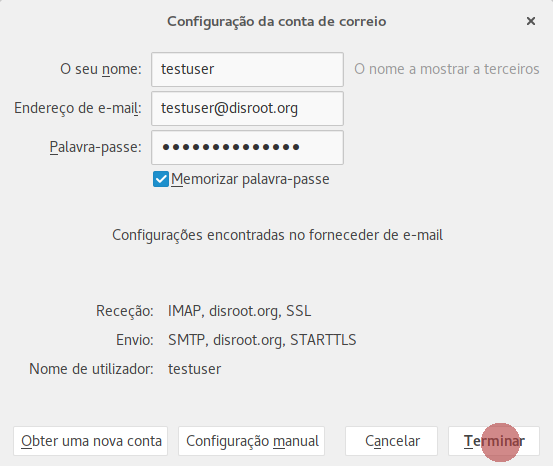 Configuração da conta de correio
O seu nome: testuser O nome a mostrar a terceiros
Endereço de e-mail: testuser@disroot.org
Palavra-passe: ••••••••••••••
Memorizar palavra-passe
Configurações encontradas no forneceder de e-mail
Receção: IMAP, disroot.org, SSL
Envio: SMTP, disroot.org, STARTTLS
Nome de utilizador: testuser
Obter uma nova conta Configuração manual Cancelar Terminar